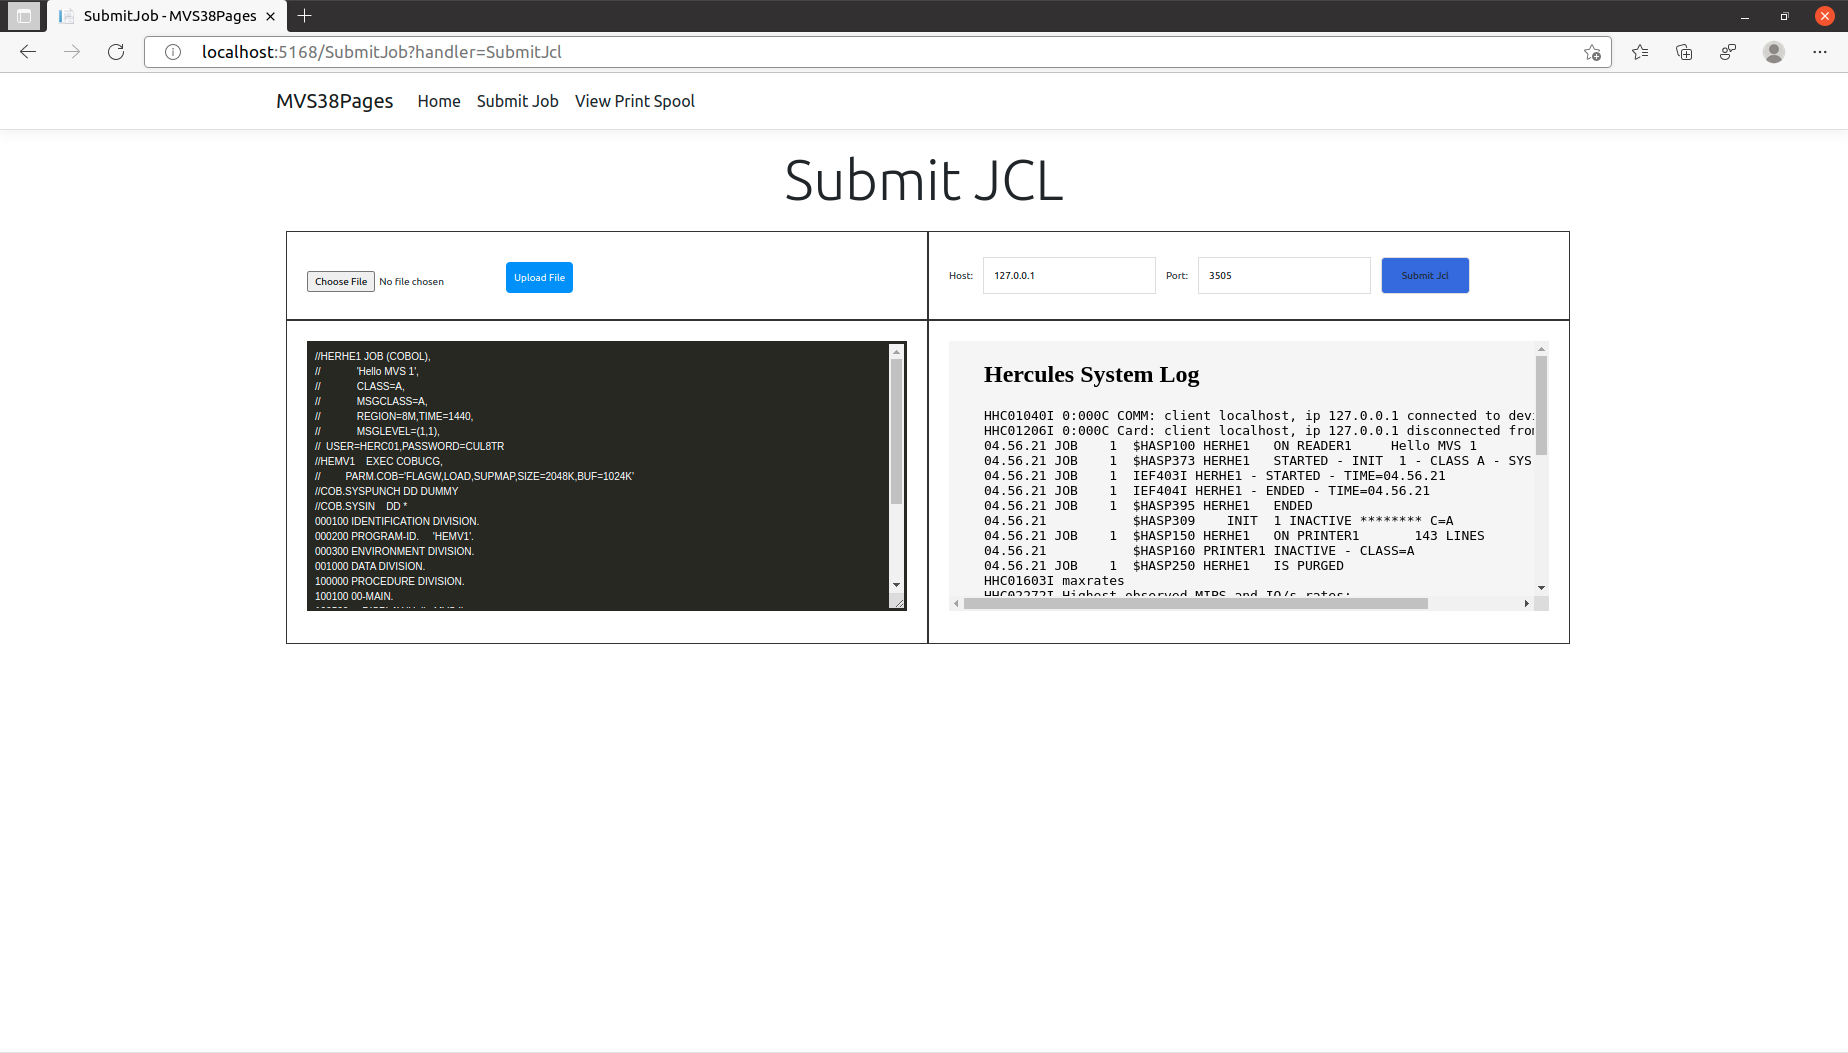 SubmitJob - MVS38Pages
localhost:5168/SubmitJob?handler=SubmitJcl
MVS38Pages Home Submit Job View Print Spool
Submit JCL
Choose File No file chosen Upload File
Host: 127.0.0.1 Port: 3505 Submit Jcl
//HERHE1 JOB (COBOL),
// 'Hello MVS 1',
// CLASS=A,
// MSGCLASS=A,
// REGION=8M,TIME=1440,
// MSGLEVEL=(1,1),
// USER=HERC01,PASSWORD=CUL8TR
//HEMV1 EXEC COBUCG,
// PARM.COB='FLAGW,LOAD,SUPMAP,SIZE=2048K,BUF=1024K'
//COB.SYSPUNCH DD DUMMY
//COB.SYSIN DD *
000100 IDENTIFICATION DIVISION.
000200 PROGRAM-ID. 'HEMV1'.
000300 ENVIRONMENT DIVISION.
001000 DATA DIVISION.
100000 PROCEDURE DIVISION.
100100 00-MAIN.
Hercules System Log
HHC01040I 0:000C COMM: client localhost, ip 127.0.0.1 connected to devi
HHC01206I 0:000C Card: client localhost, ip 127.0.0.1 disconnected from
04.56.21 JOB 1 $HASP100 HERHE1 ON READER1 Hello MVS 1
04.56.21 JOB 1 $HASP373 HERHE1 STARTED - INIT 1 - CLASS A - SYS
04.56.21 JOB 1 IEF403I HERHE1 - STARTED - TIME=04.56.21
04.56.21 JOB 1 IEF404I HERHE1 - ENDED - TIME=04.56.21
04.56.21 JOB 1 $HASP395 HERHE1 ENDED
04.56.21 $HASP309 INIT 1 INACTIVE ******** C=A
04.56.21 JOB 1 $HASP150 HERHE1 ON PRINTER1 143 LINES
04.56.21 $HASP160 PRINTER1 INACTIVE - CLASS=A
04.56.21 JOB 1 $HASP250 HERHE1 IS PURGED
HHC01603I maxrates
HHC02272I Highest observed MIPS and IO/s rates: